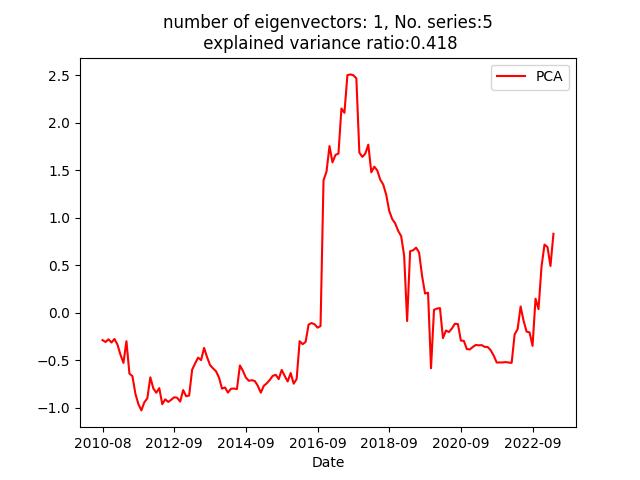 number of eigenvectors: 1, No. series:5
explained variance ratio:0.418
PCA
2.5
2.0
1.5
1.0
0.5
0.0
−0.5
−1.0
2010-08 2012-09 2014-09 2016-09 2018-09 2020-09 2022-09
Date